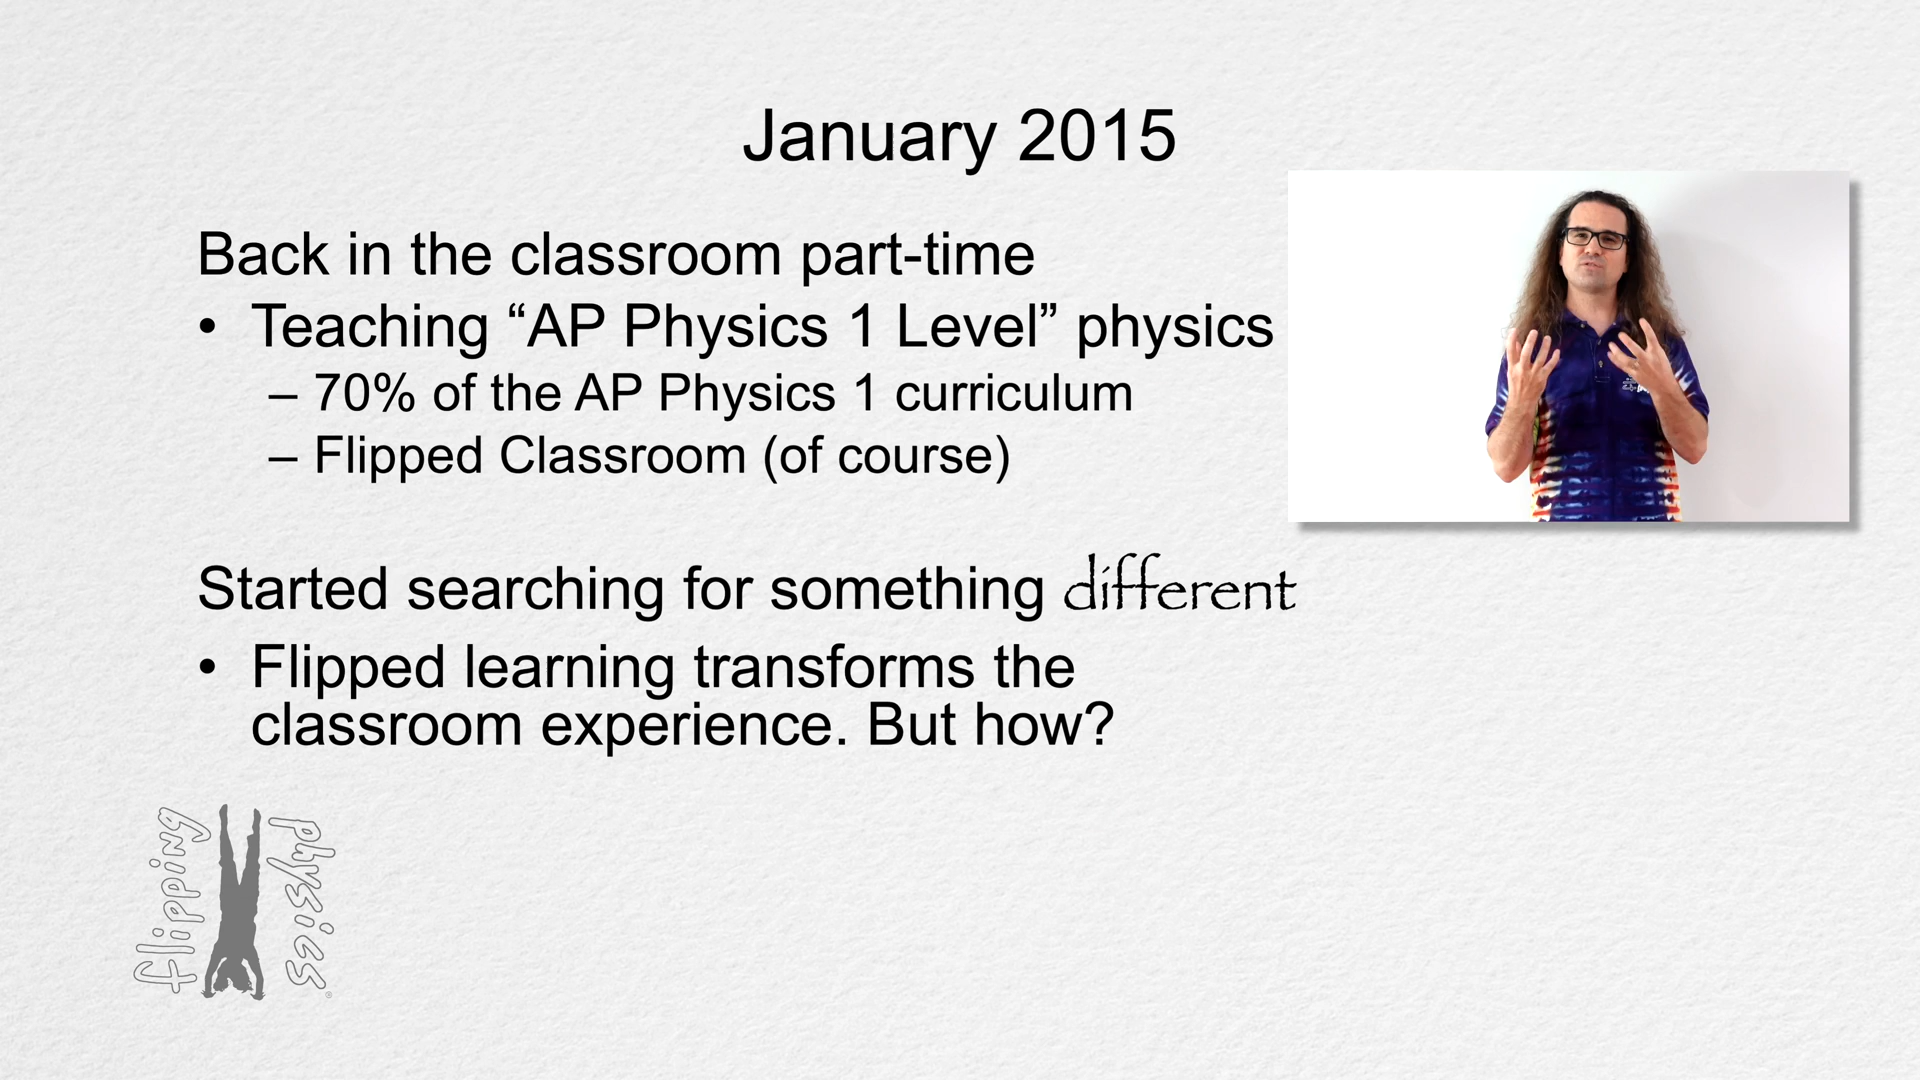 January 2015
Back in the classroom part-time
• Teaching “AP Physics 1 Level” physics
– 70% of the AP Physics 1 curriculum
– Flipped Classroom (of course)
Started searching for something different
• Flipped learning transforms the
classroom experience. But how?
flipping
physics
®